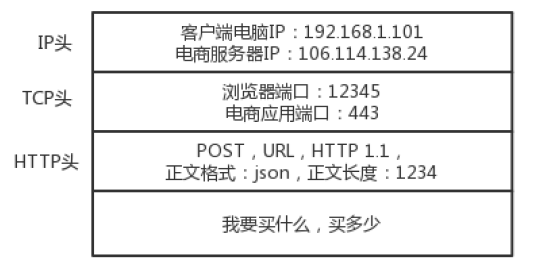 IP头
客户端电脑IP：192.168.1.101
电商服务器IP：106.114.138.24
TCP头
浏览器端口：12345
电商应用端口：443
HTTP头
POST，URL，HTTP 1.1，
正文格式：json，正文长度：1234
我要买什么，买多少